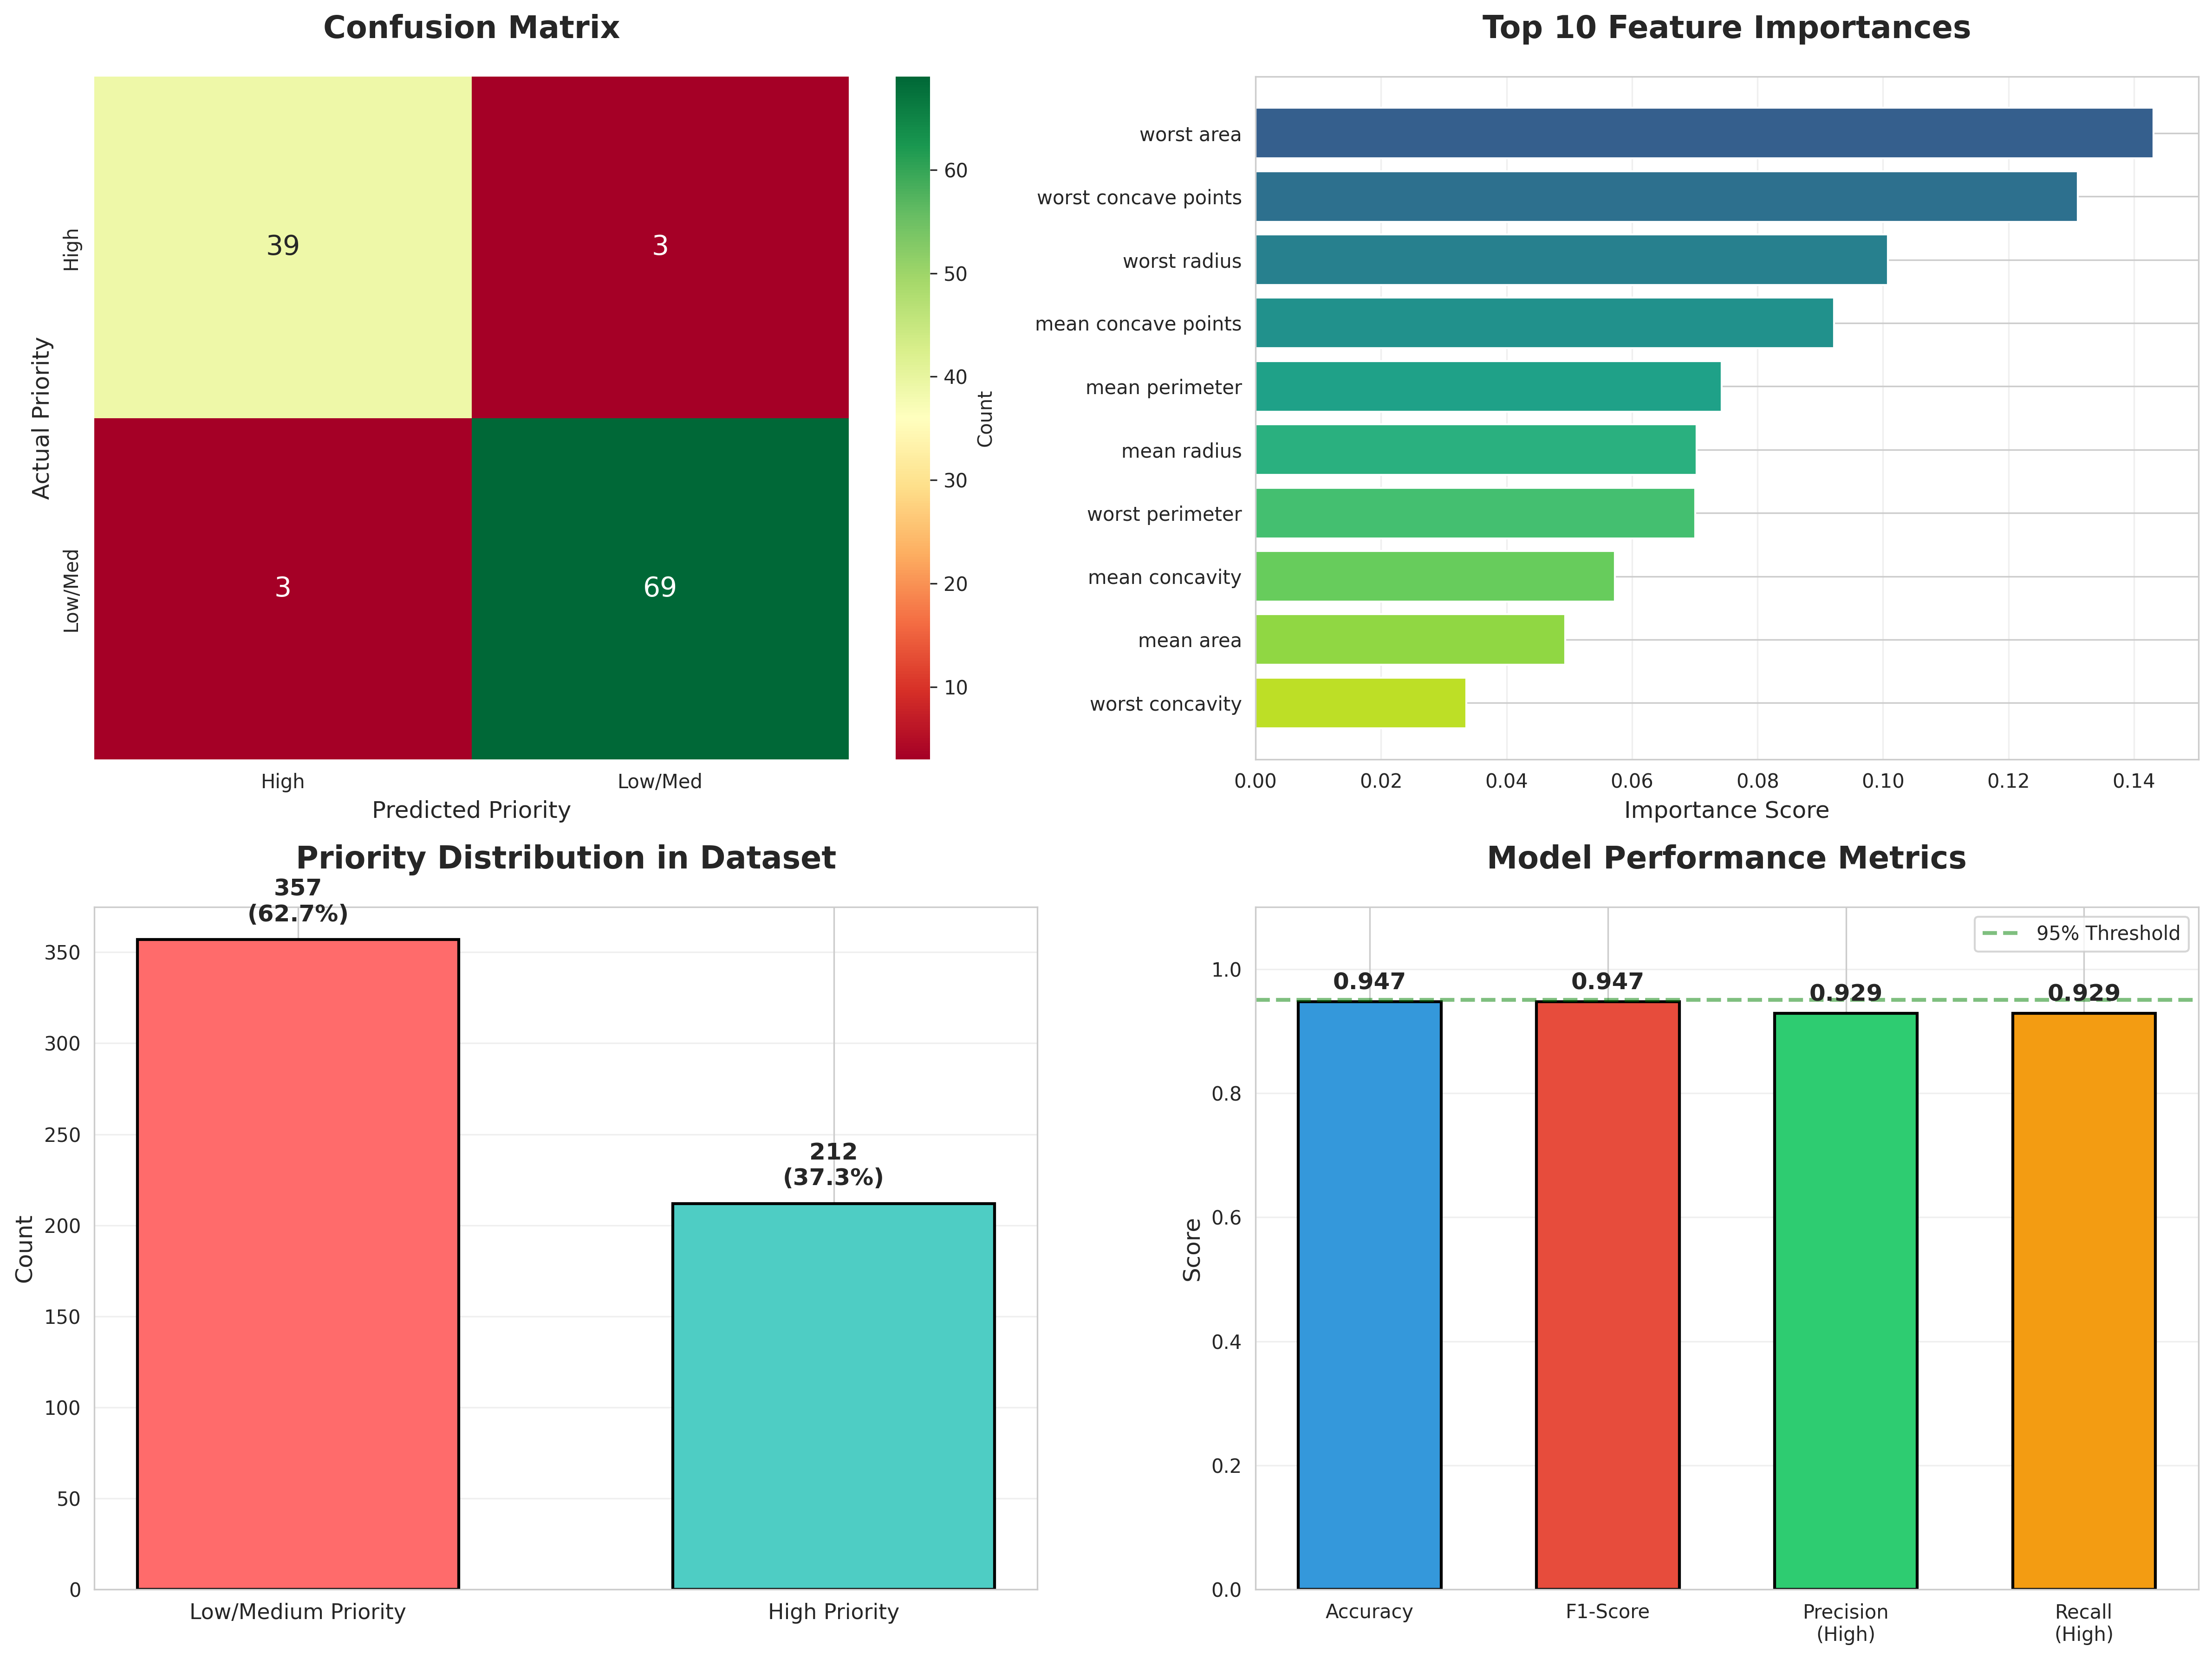 Confusion Matrix
Actual Priority
High
Low/Med
39
3
3
69
High
Low/Med
Predicted Priority
60
50
40
30
20
10
Count
Top 10 Feature Importances
worst area
worst concave points
worst radius
mean concave points
mean perimeter
mean radius
worst perimeter
mean concavity
mean area
worst concavity
0.00
0.02
0.04
0.06
0.08
0.10
0.12
0.14
Importance Score
Priority Distribution in Dataset
357
(62.7%)
212
(37.3%)
Count
350
300
250
200
150
100
50
0
Low/Medium Priority
High Priority
Model Performance Metrics
95% Threshold
0.947
0.947
0.929
0.929
Score
1.0
0.8
0.6
0.4
0.2
0.0
Accuracy
F1-Score
Precision
(High)
Recall
(High)